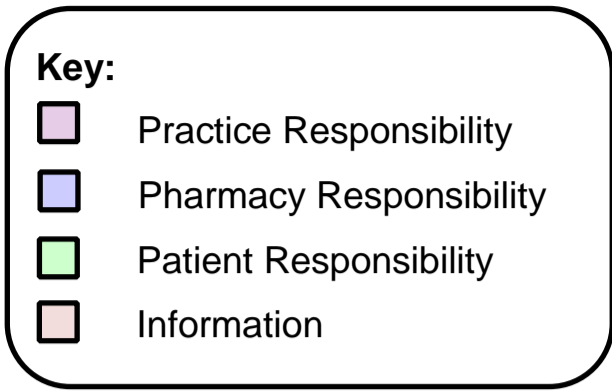 Key:
Practice Responsibility
Pharmacy Responsibility
Patient Responsibility
Information